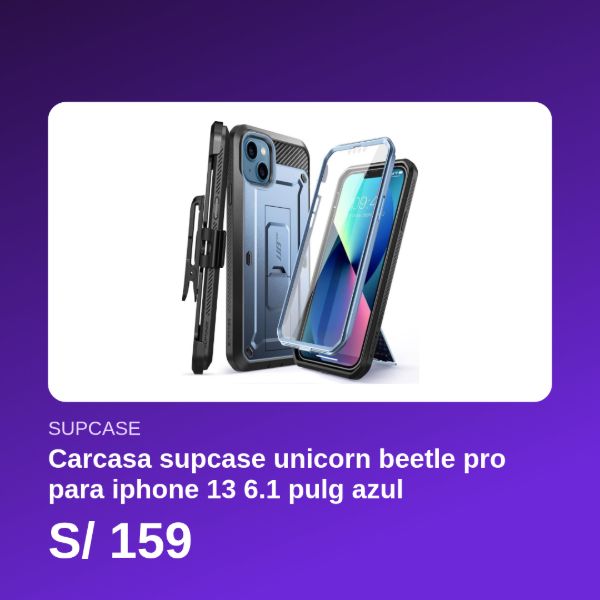 SUPCASE
Carcasa supcase unicorn beetle pro
para iphone 13 6.1 pulg azul
S/ 159